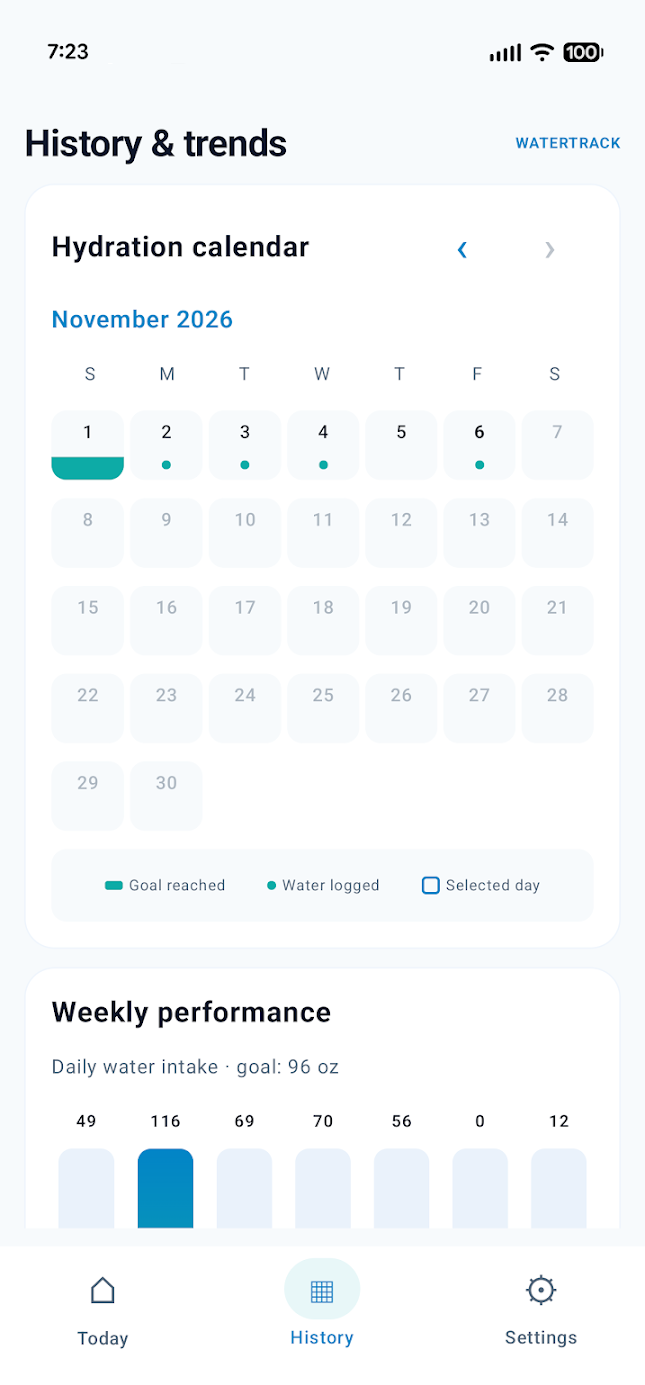 7:23
100
History & trends
WATERTRACK
Hydration calendar
November 2026
S M T W T F S
1 2 3 4 5 6 7
8 9 10 11 12 13 14
15 16 17 18 19 20 21
22 23 24 25 26 27 28
29 30
Goal reached Water logged Selected day
Weekly performance
Daily water intake · goal: 96 oz
49 116 69 70 56 0 12
Today History Settings